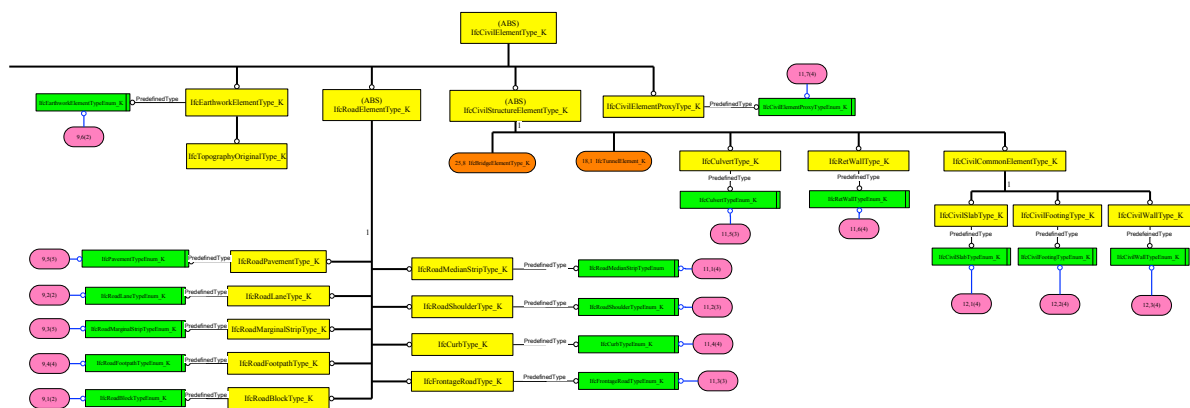 (ABS)
IfcCivilElementType_K
11,7(4)
IfcEarthworkElementTypeEnum_K
PredefinedType
IfcEarthworkElementType_K
(ABS)
IfcRoadElementType_K
(ABS)
IfcCivilStructureElementType_K
IfcCivilElementProxyType_K
PredefinedType
IfcCivilElementProxyTypeEnum_K
9,6(2)
1
IfcTopographyOriginalType_K
25,8 IfcBridgeElementType_K
18,1 IfcTunnelElement_K
IfcCulvertType_K
IfcRetWallType_K
IfcCivilCommonElementType_K
PredefinedType
PredefinedType
1
IfcCulvertTypeEnum_K
IfcRetWallTypeEnum_K
11,5(3)
11,6(4)
IfcCivilSlabType_K
IfcCivilFootingType_K
IfcCivilWallType_K
PredefinedType
PredefinedType
PredefeinedType
IfcCivilSlabTypeEnum_K
IfcCivilFootingTypeEnum_K
IfcCivilWallTypeEnum_K
12,1(4)
12,2(4)
12,3(4)
1
9,5(5)
IfcPavementTypeEnum_K
PredefinedType
IfcRoadPavementType_K
IfcRoadMedianStripType_K
PredefinedType
IfcRoadMedianStripTypeEnum
11,1(4)
9,2(2)
IfcRoadLaneTypeEnum_K
PredefinedType
IfcRoadLaneType_K
IfcRoadShoulderType_K
PredefinedType
IfcRoadShoulderTypeEnum_K
11,2(3)
9,3(5)
IfcRoadMarginalStripTypeEnum_K
PredefinedType
IfcRoadMarginalStripType_K
IfcCurbType_K
PredefinedType
IfcCurbTypeEnum_K
11,4(4)
9,4(4)
IfcRoadFootpathTypeEnum_K
PredefinedType
IfcRoadFootpathType_K
IfcFrontageRoadType_K
PredefinedType
IfcFrontageRoadTypeEnum_K
11,3(3)
9,1(2)
IfcRoadBlockTypeEnum_K
PredefinedType
IfcRoadBlockType_K